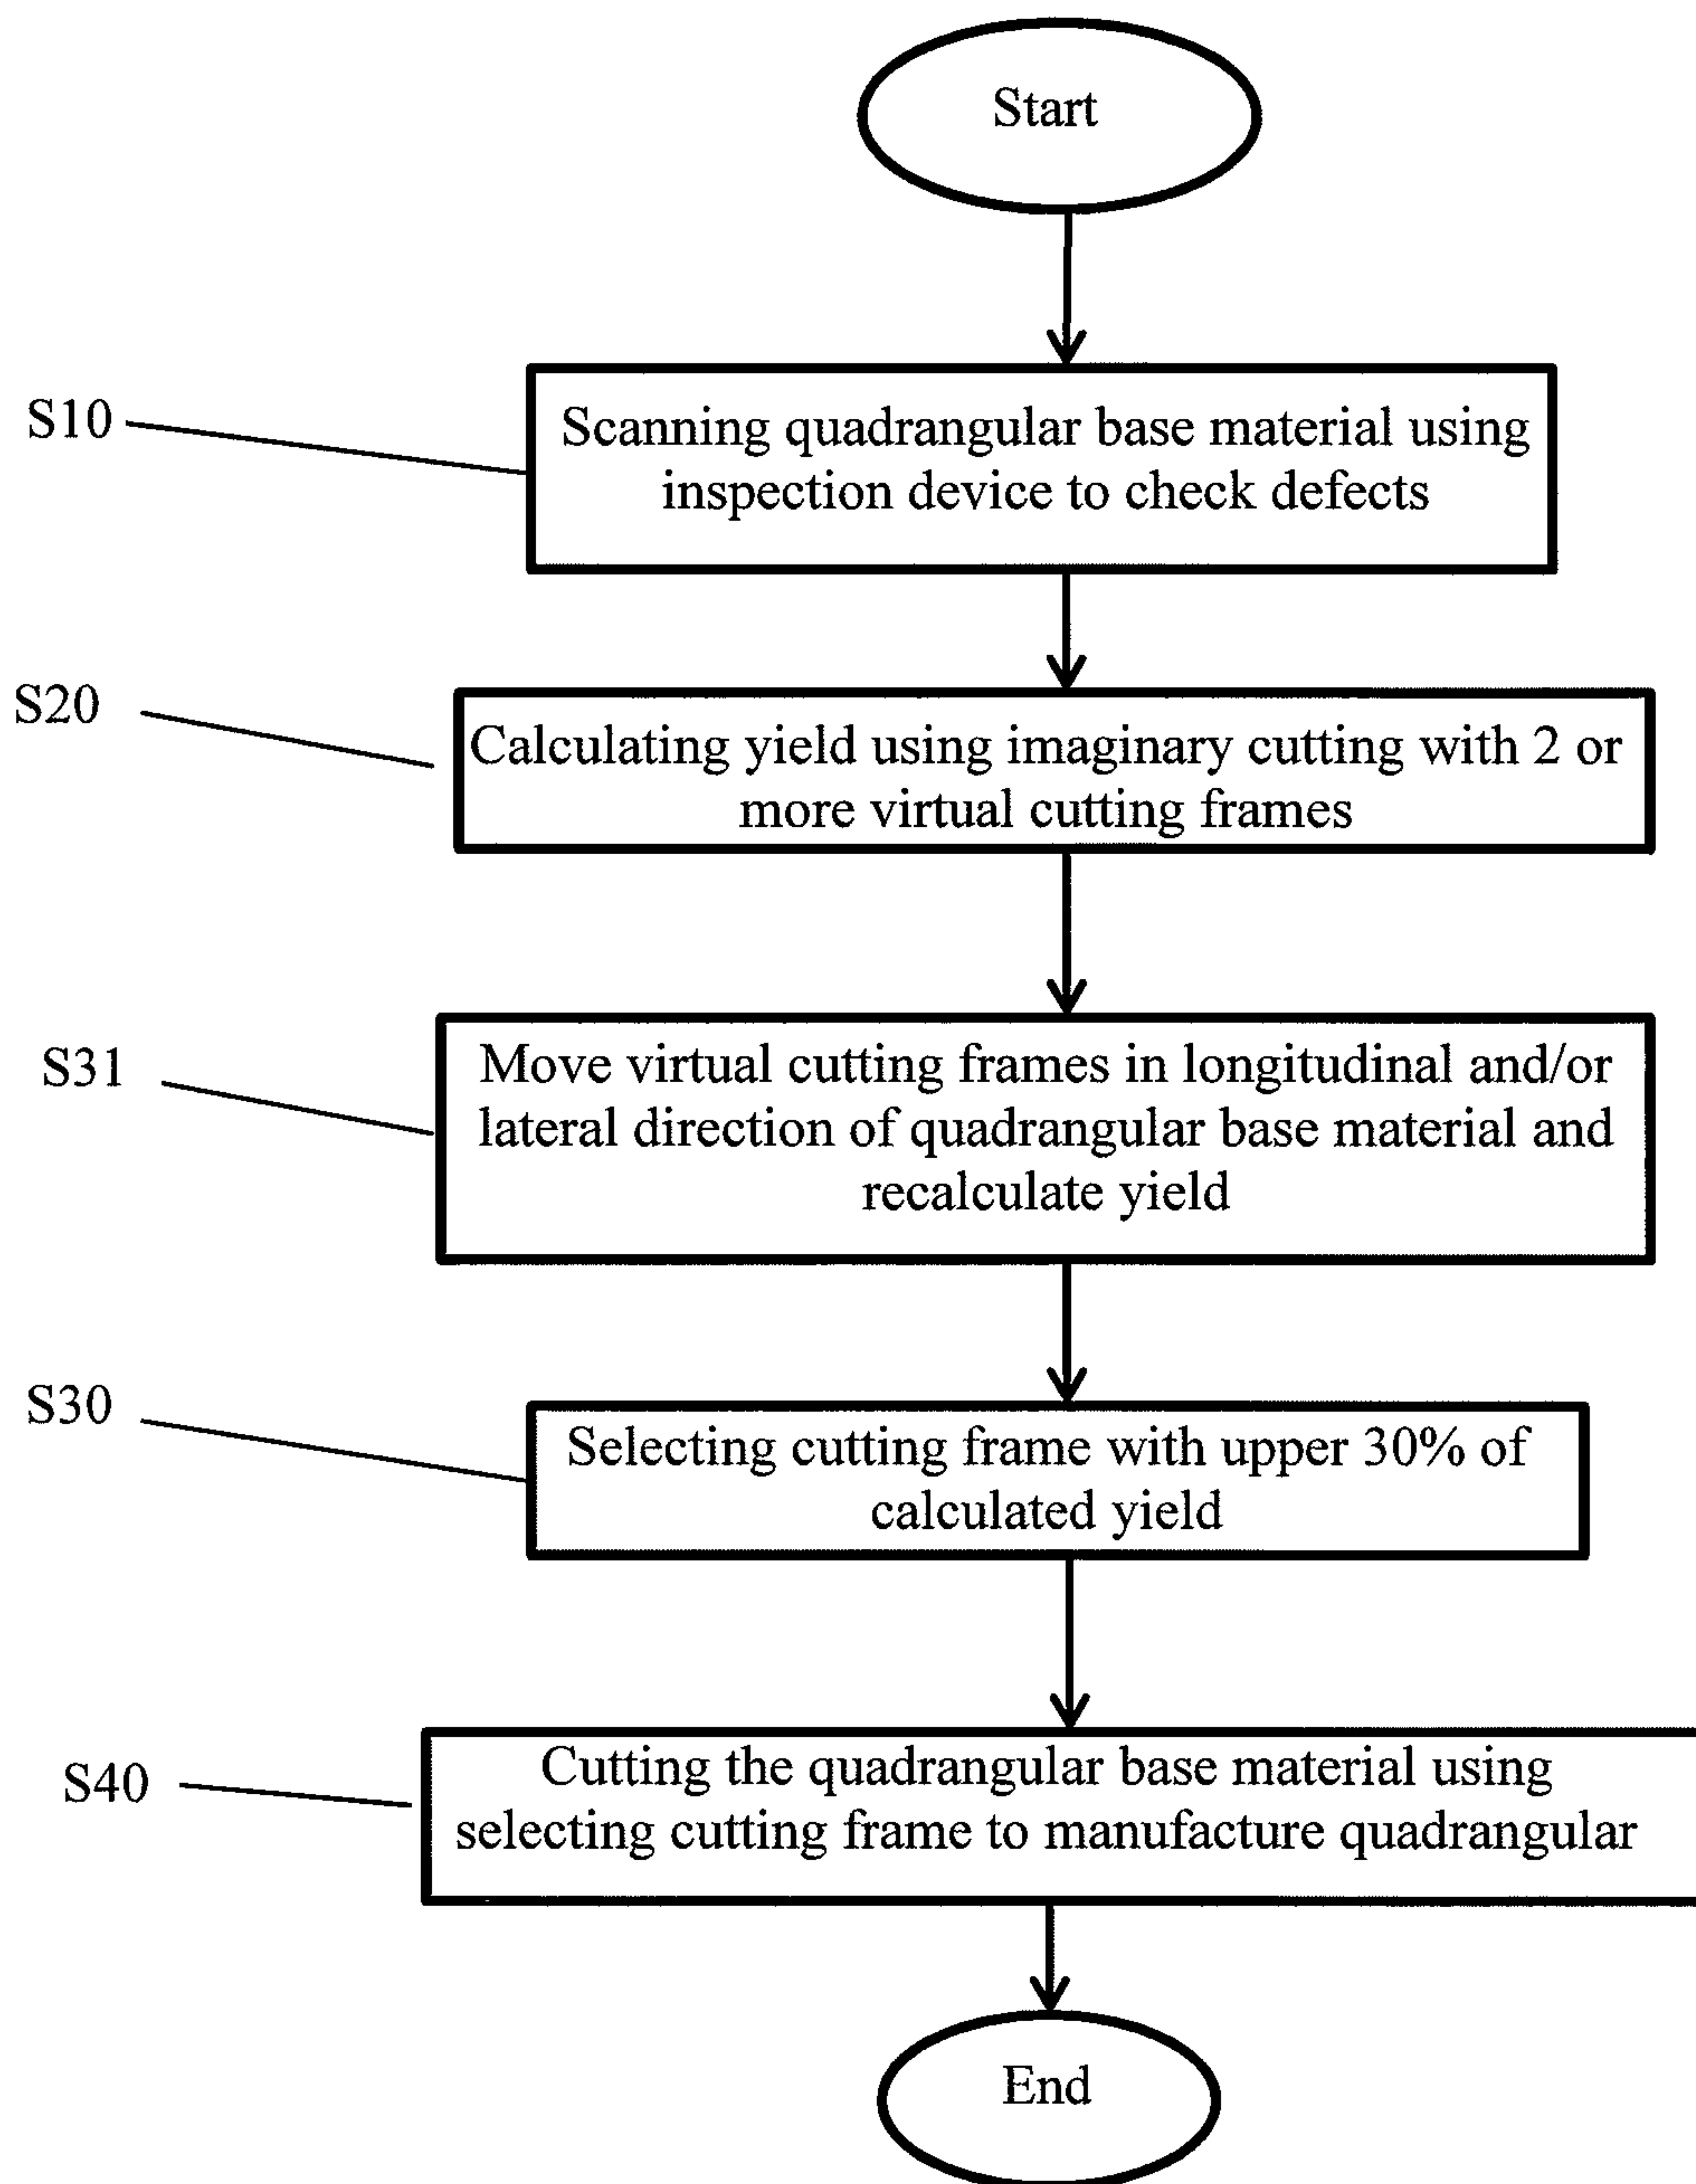 Start
S10
Scanning quadrangular base material using
inspection device to check defects
S20
Calculating yield using imaginary cutting with 2 or
more virtual cutting frames
S31
Move virtual cutting frames in longitudinal and/or
lateral direction of quadrangular base material and
recalculate yield
S30
Selecting cutting frame with upper 30% of
calculated yield
S40
Cutting the quadrangular base material using
selecting cutting frame to manufacture quadrangular
End